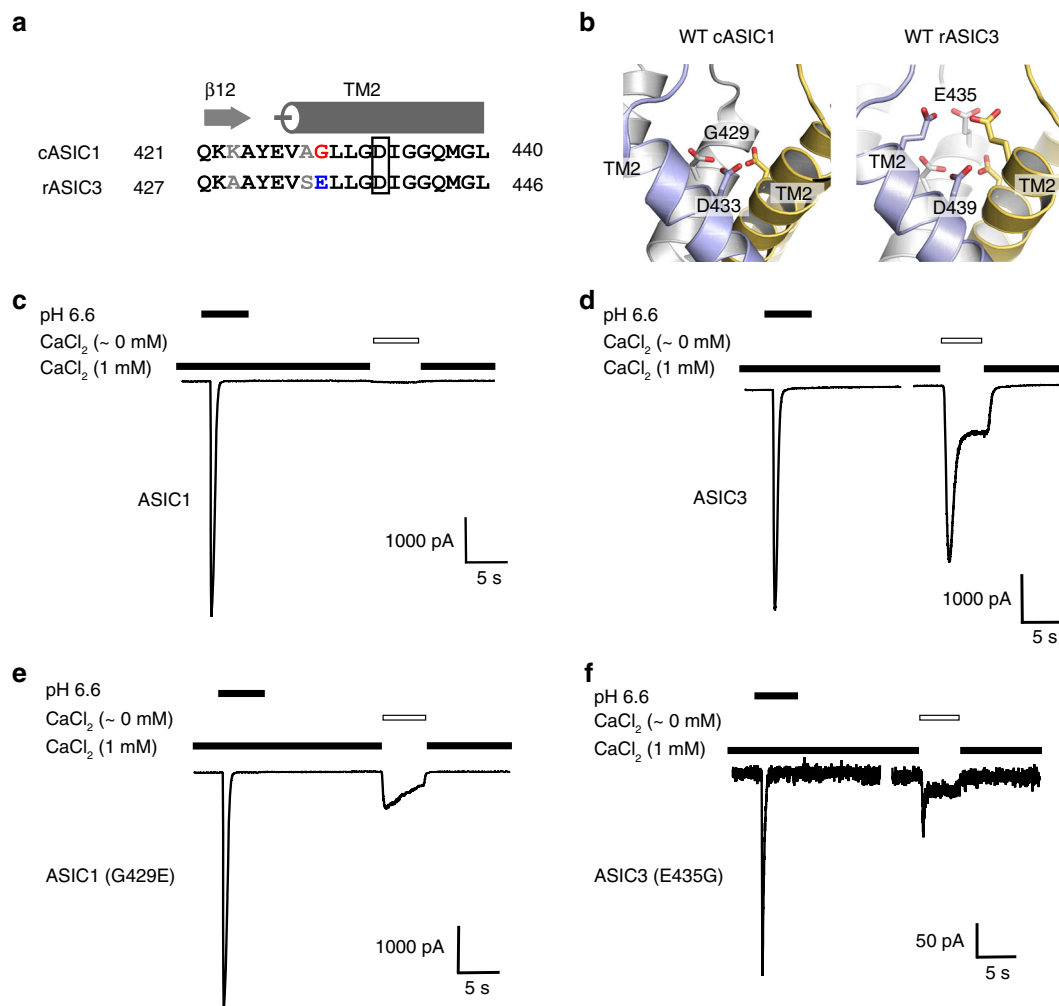 a
β12 TM2
cASIC1 421 QKKAYEVAGLLGDIGGQMGL 440
rASIC3 427 QKAAYEVSELLGDIGGQMGL 446
b
WT cASIC1 WT rASIC3
G429
TM2
D433
TM2
E435
TM2
D439
TM2
c
pH 6.6
CaCl₂ (~ 0 mM)
CaCl₂ (1 mM)
ASIC1
1000 pA
5 s
d
pH 6.6
CaCl₂ (~ 0 mM)
CaCl₂ (1 mM)
ASIC3
1000 pA
5 s
e
pH 6.6
CaCl₂ (~ 0 mM)
CaCl₂ (1 mM)
ASIC1 (G429E)
1000 pA
5 s
f
pH 6.6
CaCl₂ (~ 0 mM)
CaCl₂ (1 mM)
ASIC3 (E435G)
50 pA
5 s